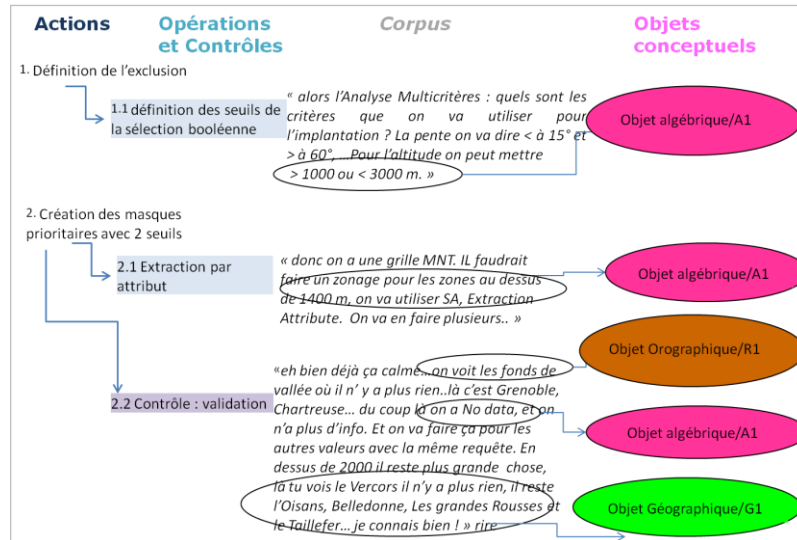 Actions
Opérations
et Contrôles
Corpus
Objets
conceptuels
1. Définition de l'exclusion
1.1 définition des seuils de
la sélection booléenne
« alors l'Analyse Multicritères : quels sont les
critères que on va utiliser pour
l'implantation ? La pente on va dire < à 15° et
> à 60°, ...Pour l'altitude on peut mettre
> 1000 ou < 3000 m. »
Objet algébrique/A1
2. Création des masques
prioritaires avec 2 seuils
2.1 Extraction par
attribut
« donc on a une grille MNT. IL faudrait
faire un zonage pour les zones au dessus
de 1400 m, on va utiliser SA, Extraction
Attribute. On va en faire plusieurs.. »
Objet algébrique/A1
2.2 Contrôle : validation
«eh bien déjà ça calme...on voit les fonds de
vallée où il n' y a plus rien..là c'est Grenoble,
Chartreuse... du coup là on a No data, et on
n'a plus d'info. Et on va faire ça pour les
autres valeurs avec la même requête. En
dessus de 2000 il reste plus grande chose,
là tu vois le Vercors il n'y a plus rien, il reste
l'Oisans, Belledonne, Les grandes Rousses et
le Taillefer... je connais bien ! » rire
Objet Orographique/R1
Objet algébrique/A1
Objet Géographique/G1